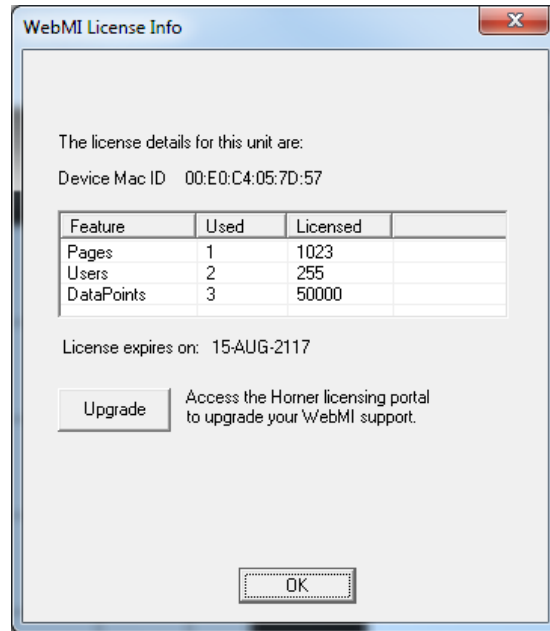 WebMI License Info
The license details for this unit are:
Device Mac ID 00:E0:C4:05:7D:57
Feature Used Licensed
Pages 1 1023
Users 2 255
DataPoints 3 50000
License expires on: 15-AUG-2117
Upgrade
Access the Horner licensing portal
to upgrade your WebMI support.
OK